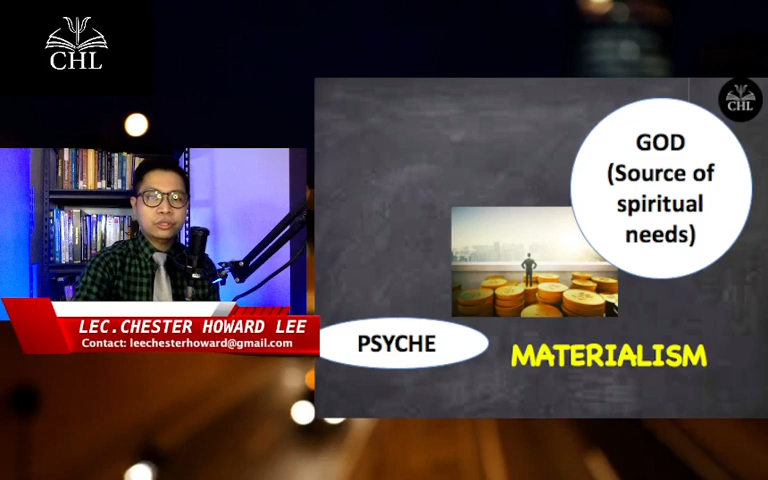 CHL
LEC.CHESTER HOWARD LEE
Contact: leechesterhoward@gmail.com
CHL
GOD
(Source of
spiritual
needs)
PSYCHE
MATERIALISM